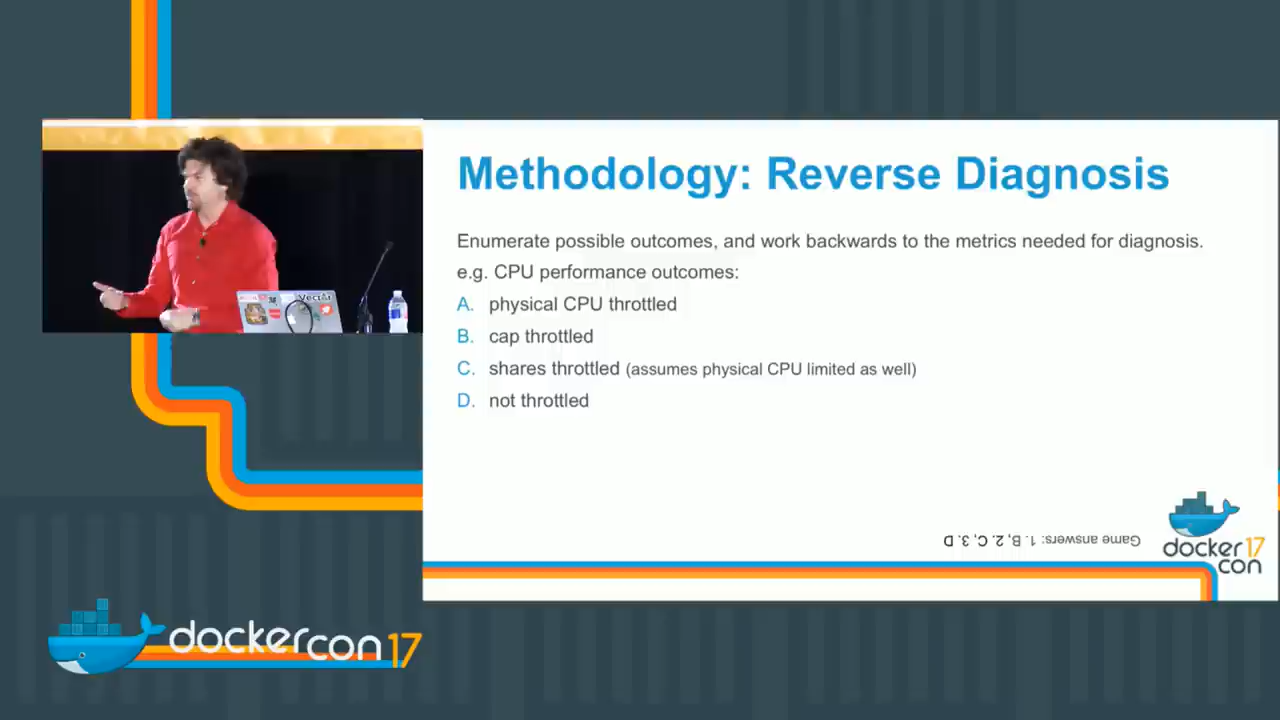 Methodology: Reverse Diagnosis
Enumerate possible outcomes, and work backwards to the metrics needed for diagnosis.
e.g. CPU performance outcomes:
A. physical CPU throttled
B. cap throttled
C. shares throttled (assumes physical CPU limited as well)
D. not throttled
Game answers: 1. B, 2. C, 3. D
docker 17
con
Vector
dockercon 17